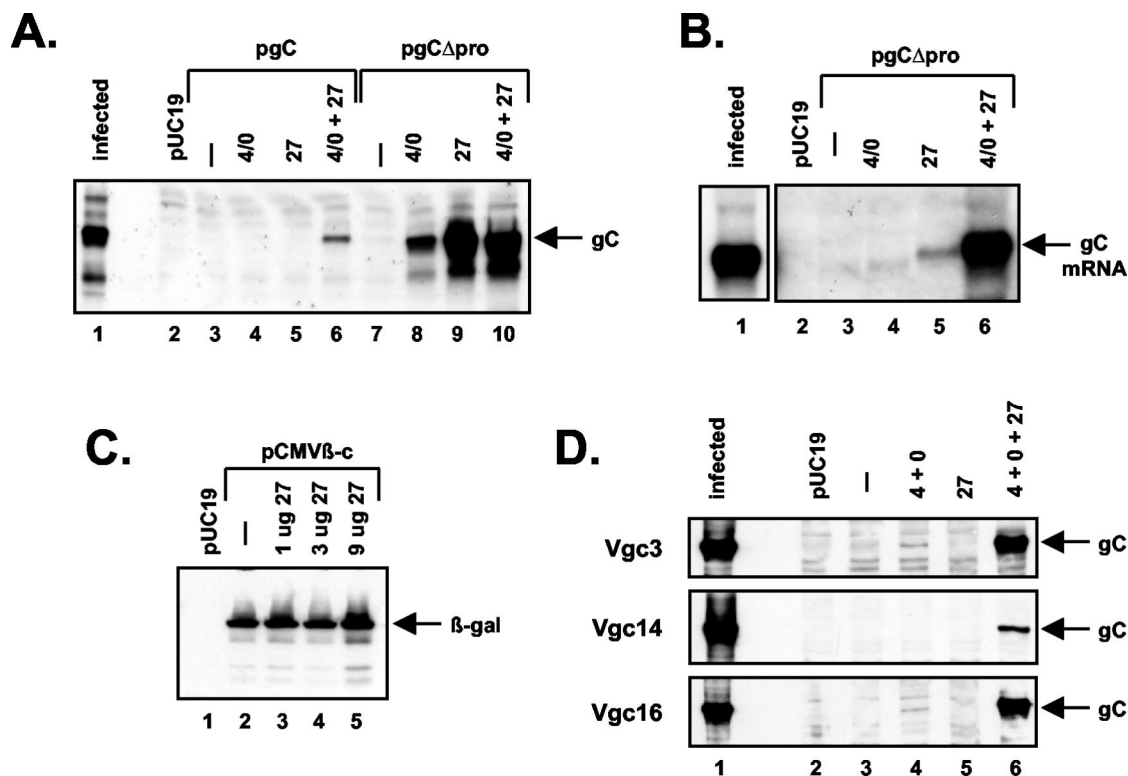 A.
pgC pgCΔpro
infected pUC19 — 4/0 27 4/0 + 27 — 4/0 27 4/0 + 27
gC
1 2 3 4 5 6 7 8 9 10
B.
pgCΔpro
infected pUC19 — 4/0 27 4/0 + 27
gC
mRNA
1 2 3 4 5 6
C.
pCMVß-c
pUC19 — 1 ug 27 3 ug 27 9 ug 27
ß-gal
1 2 3 4 5
D.
infected pUC19 — 4 + 0 27 4 + 0 + 27
Vgc3 gC
Vgc14 gC
Vgc16 gC
1 2 3 4 5 6